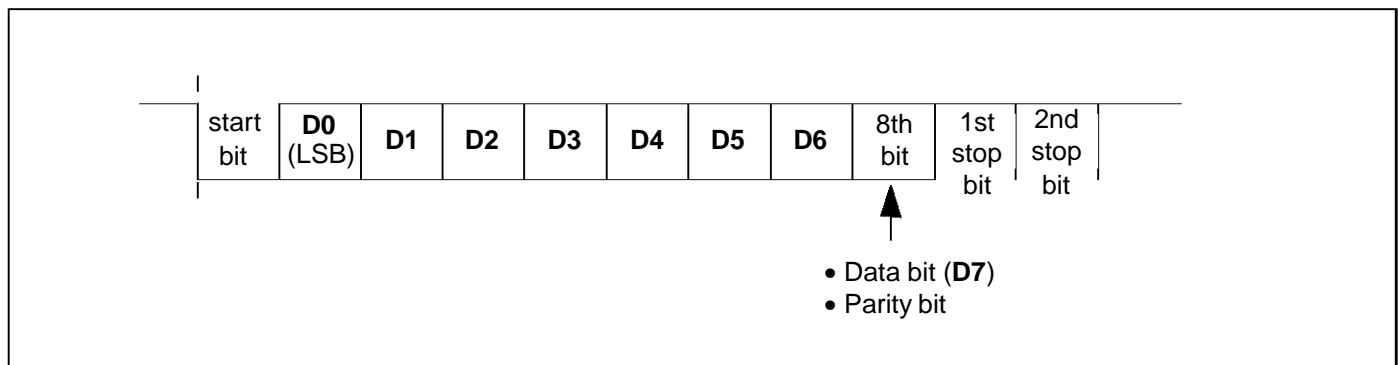 start
bit
D0
(LSB)
D1
D2
D3
D4
D5
D6
8th
bit
1st
stop
bit
2nd
stop
bit
• Data bit (D7)
• Parity bit